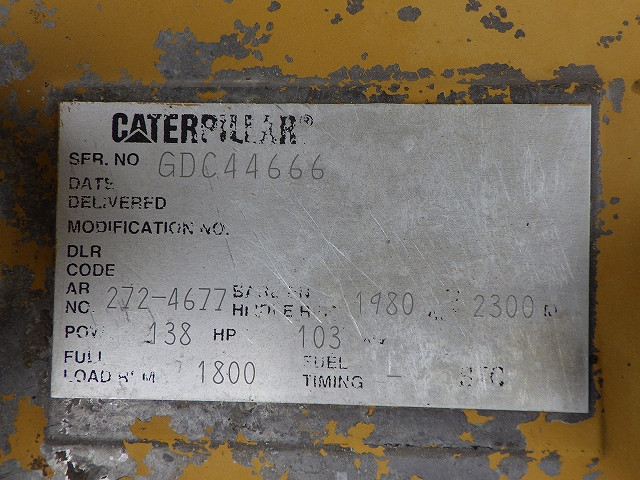 CATERPILLAR®
SER. NO GDC44666
DATE
DELIVERED
MODIFICATION NO.
DLR
CODE
AR
NO. 272-4677 1980 2300
POW 138 HP 103
FULL
LOAD RPM 1800
FUEL
TIMING -